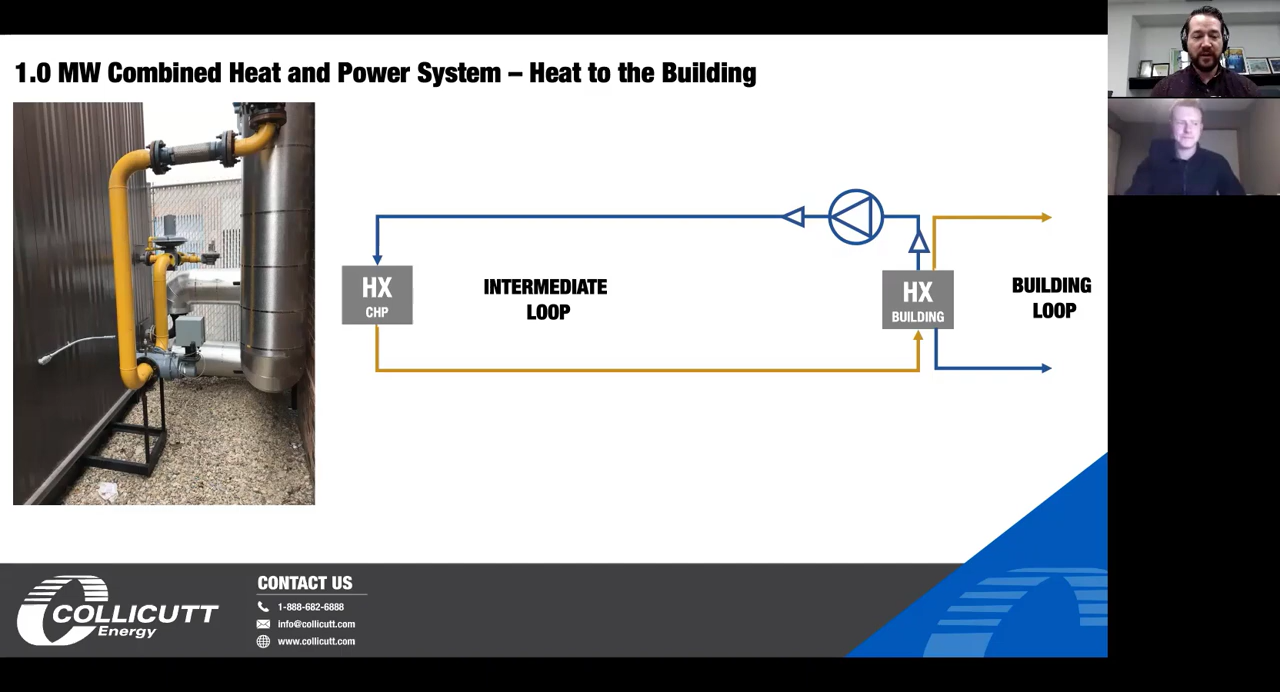 1.0 MW Combined Heat and Power System – Heat to the Building
HX
CHP
INTERMEDIATE
LOOP
HX
BUILDING
BUILDING
LOOP
COLLICUTT
Energy
CONTACT US
1-888-682-6888
info@collicutt.com
www.collicutt.com